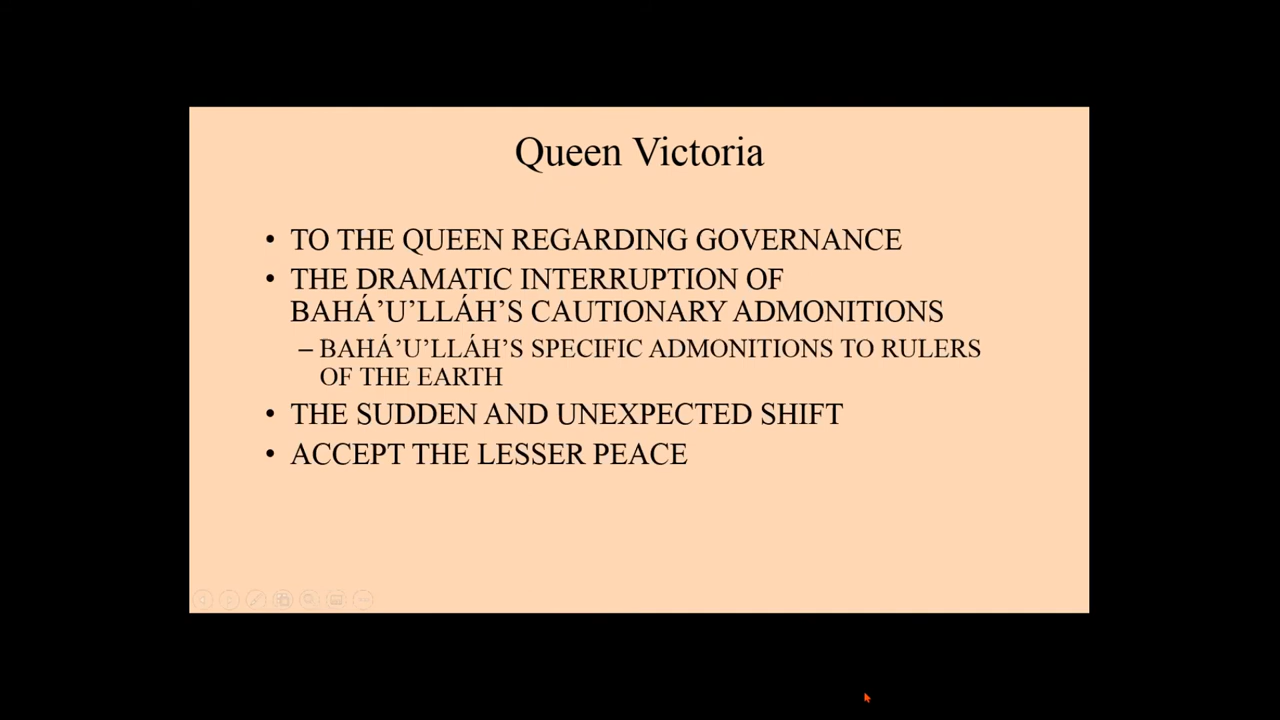 Queen Victoria
• TO THE QUEEN REGARDING GOVERNANCE
• THE DRAMATIC INTERRUPTION OF
BAHÁ’U’LLÁH’S CAUTIONARY ADMONITIONS
– BAHÁ’U’LLÁH’S SPECIFIC ADMONITIONS TO RULERS
OF THE EARTH
• THE SUDDEN AND UNEXPECTED SHIFT
• ACCEPT THE LESSER PEACE